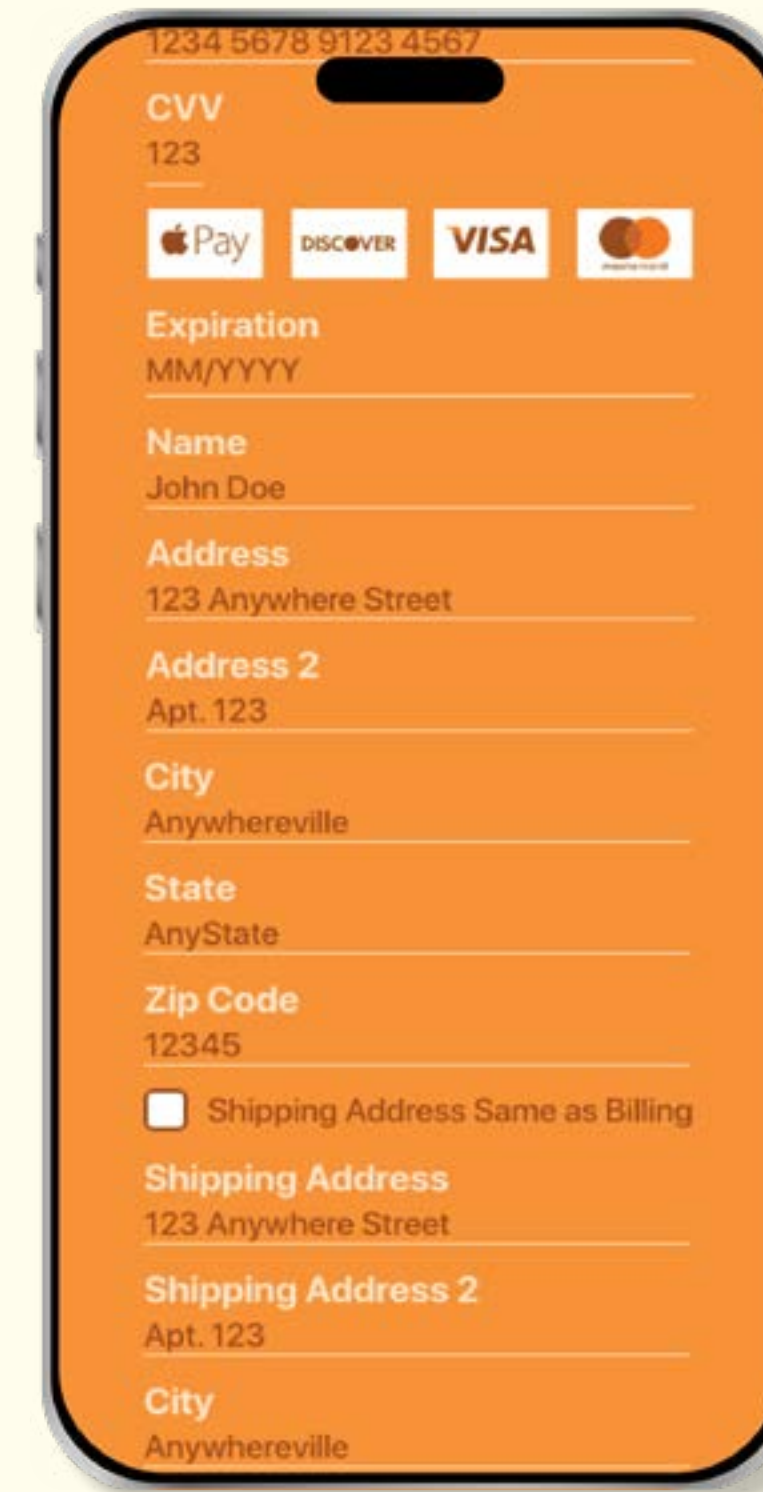 1234 5678 9123 4567
CVV
123
Pay DISCOVER VISA
Expiration
MM/YYYY
Name
John Doe
Address
123 Anywhere Street
Address 2
Apt. 123
City
Anywhereville
State
AnyState
Zip Code
12345
Shipping Address Same as Billing
Shipping Address
123 Anywhere Street
Shipping Address 2
Apt. 123
City
Anywhereville